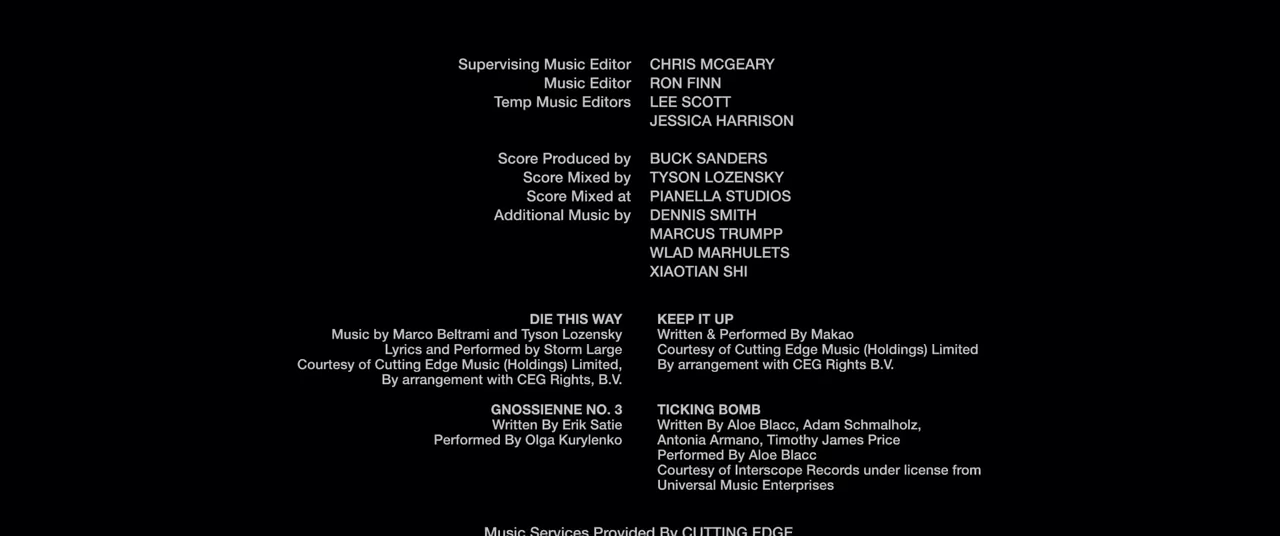 Supervising Music Editor CHRIS MCGEARY
Music Editor RON FINN
Temp Music Editors LEE SCOTT
JESSICA HARRISON
Score Produced by BUCK SANDERS
Score Mixed by TYSON LOZENSKY
Score Mixed at PIANELLA STUDIOS
Additional Music by DENNIS SMITH
MARCUS TRUMPP
WLAD MARHULETS
XIAOTIAN SHI
DIE THIS WAY
Music by Marco Beltrami and Tyson Lozensky
Lyrics and Performed by Storm Large
Courtesy of Cutting Edge Music (Holdings) Limited,
By arrangement with CEG Rights, B.V.
KEEP IT UP
Written & Performed By Makao
Courtesy of Cutting Edge Music (Holdings) Limited
By arrangement with CEG Rights B.V.
GNOSSIENNE NO. 3
Written By Erik Satie
Performed By Olga Kurylenko
TICKING BOMB
Written By Aloe Blacc, Adam Schmalholz,
Antonia Armano, Timothy James Price
Performed By Aloe Blacc
Courtesy of Interscope Records under license from
Universal Music Enterprises
Music Services Provided By CUTTING EDGE